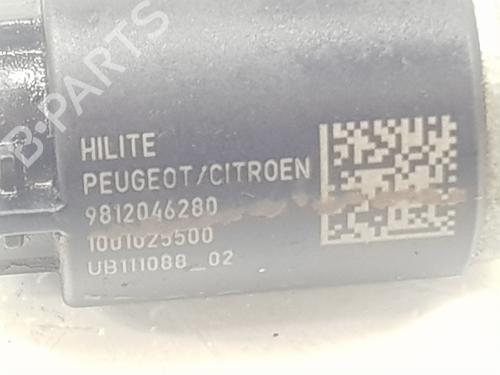 B-PARTS
HILITE
PEUGEOT/CITROEN
9812046280
1001025500
UB111088_02